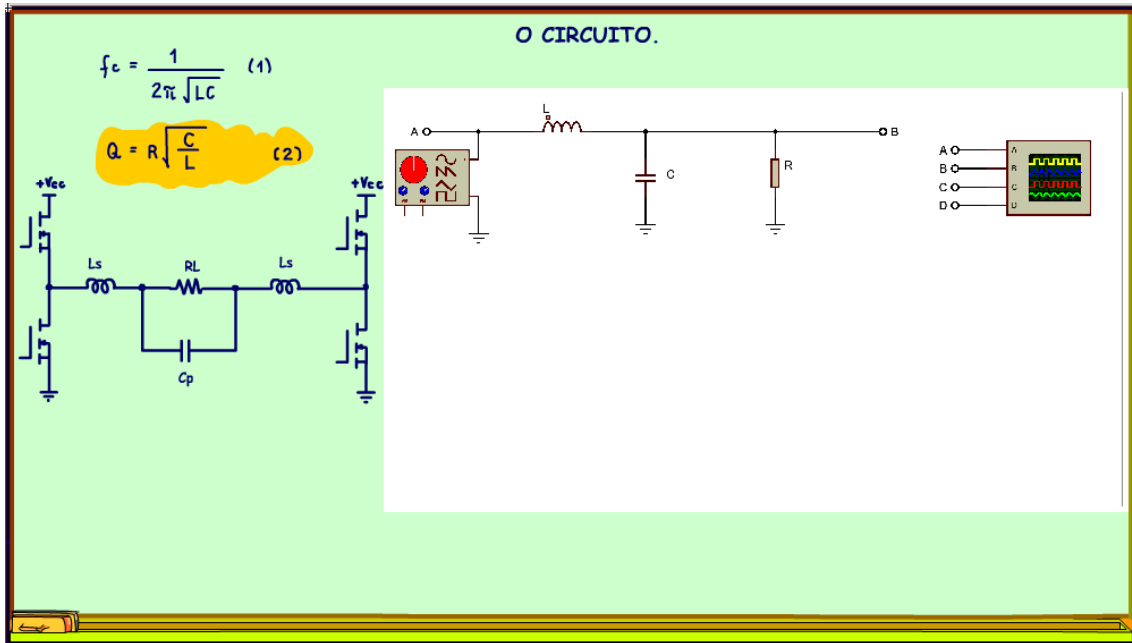 O CIRCUITO.
fc = 1 / 2π √LC (1)
Q = R √C/L (2)
+Vcc
+Vcc
Ls
RL
Ls
Cp
A
L
B
C
R
A
B
C
D
A
B
C
D